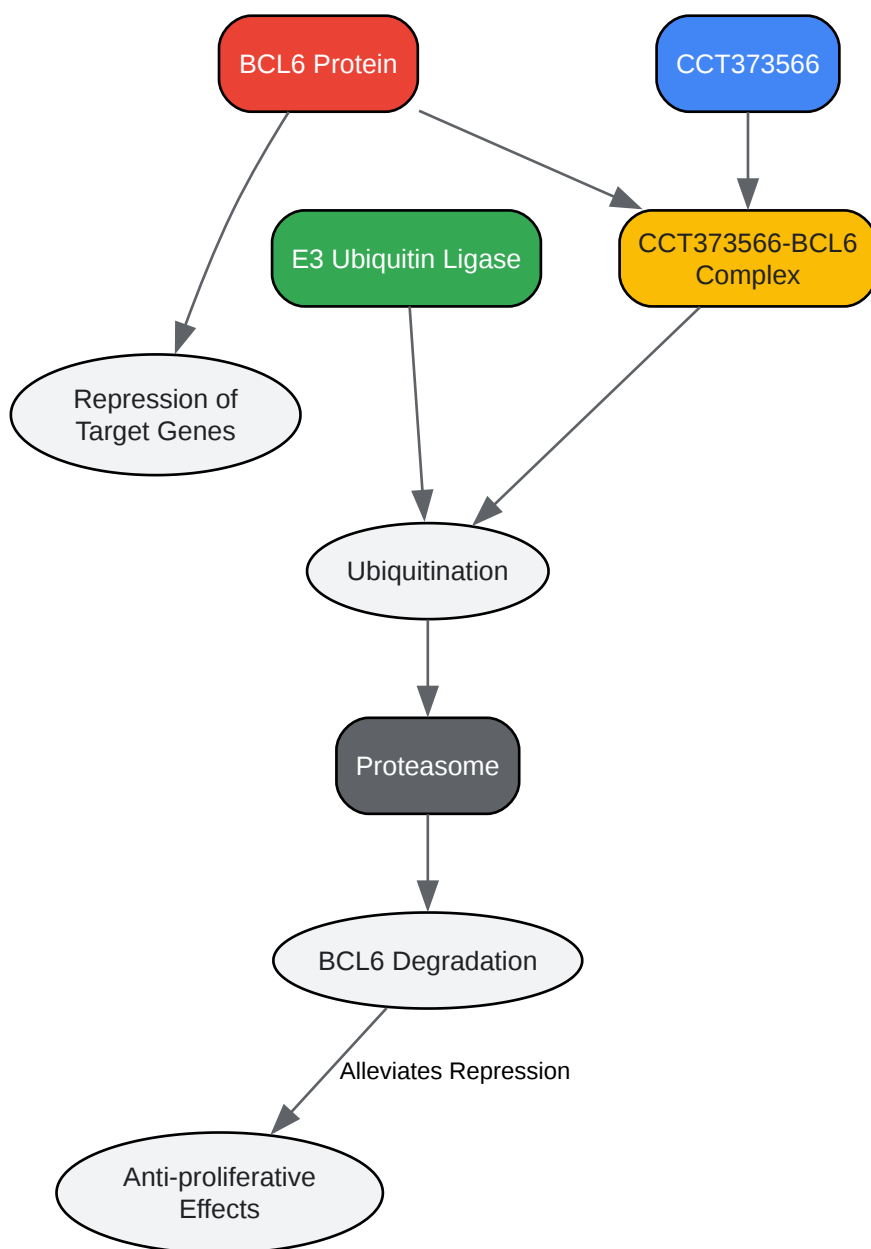 BCL6 Protein
CCT373566
E3 Ubiquitin Ligase
CCT373566-BCL6
Complex
Repression of
Target Genes
Ubiquitination
Proteasome
BCL6 Degradation
Alleviates Repression
Anti-proliferative
Effects